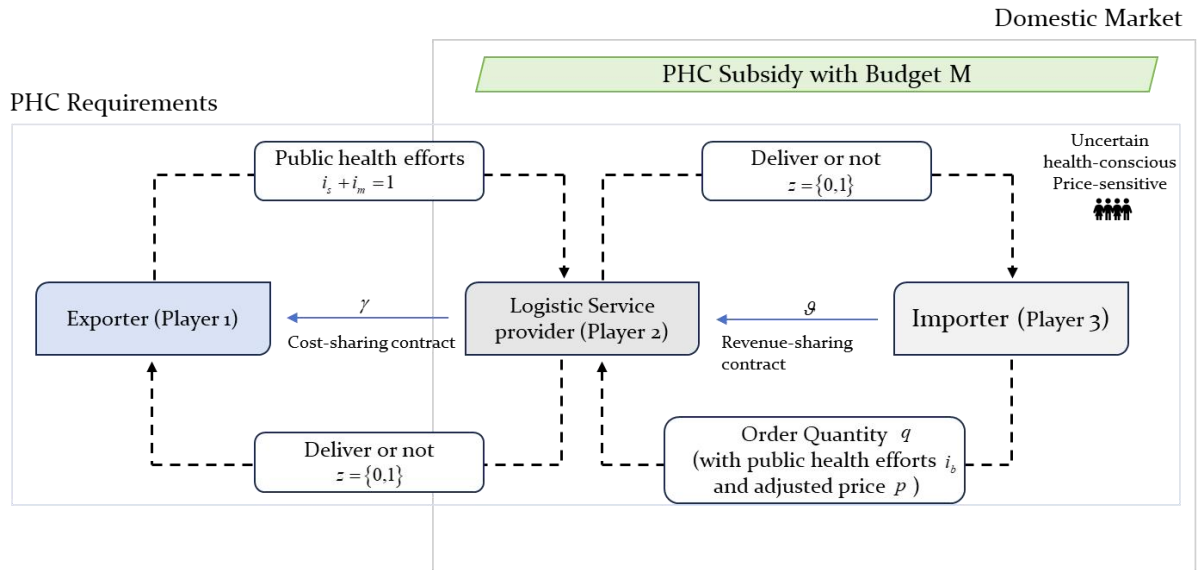 Domestic Market
PHC Subsidy with Budget M
PHC Requirements
Public health efforts
i_s + i_m = 1
Deliver or not
z = {0,1}
Uncertain
health-conscious
Price-sensitive
Exporter (Player 1)
γ
Cost-sharing contract
Logistic Service
provider (Player 2)
ϑ
Revenue-sharing
contract
Importer (Player 3)
Deliver or not
z = {0,1}
Order Quantity q
(with public health efforts i_b
and adjusted price p )